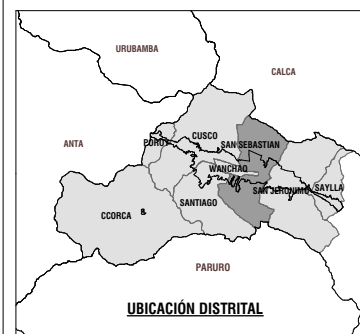 URUBAMBA
CALCA
ANTA
CUSCO
POROY
SAN SEBASTIAN
WANCHAQ
SAN JERONIMO
SAYLLA
CCORCA
SANTIAGO
PARURO
UBICACIÓN DISTRITAL